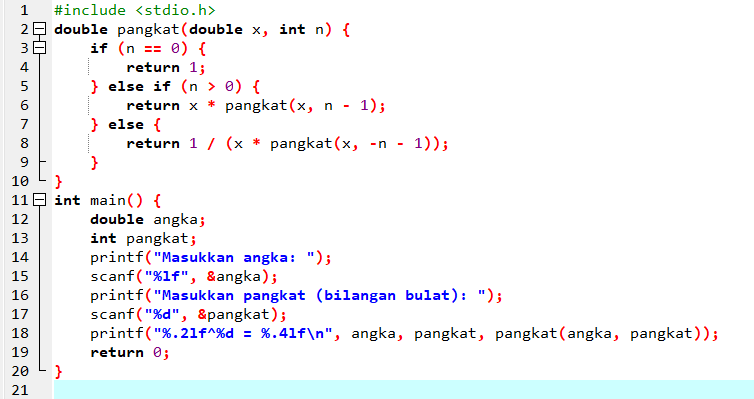 1 #include <stdio.h>
2 double pangkat(double x, int n) {
3     if (n == 0) {
4         return 1;
5     } else if (n > 0) {
6         return x * pangkat(x, n - 1);
7     } else {
8         return 1 / (x * pangkat(x, -n - 1));
9     }
10 }
11 int main() {
12     double angka;
13     int pangkat;
14     printf("Masukkan angka: ");
15     scanf("%lf", &angka);
16     printf("Masukkan pangkat (bilangan bulat): ");
17     scanf("%d", &pangkat);
18     printf("%.2lf^%d = %.4lf\n", angka, pangkat, pangkat(angka, pangkat));
19     return 0;
20 }
21